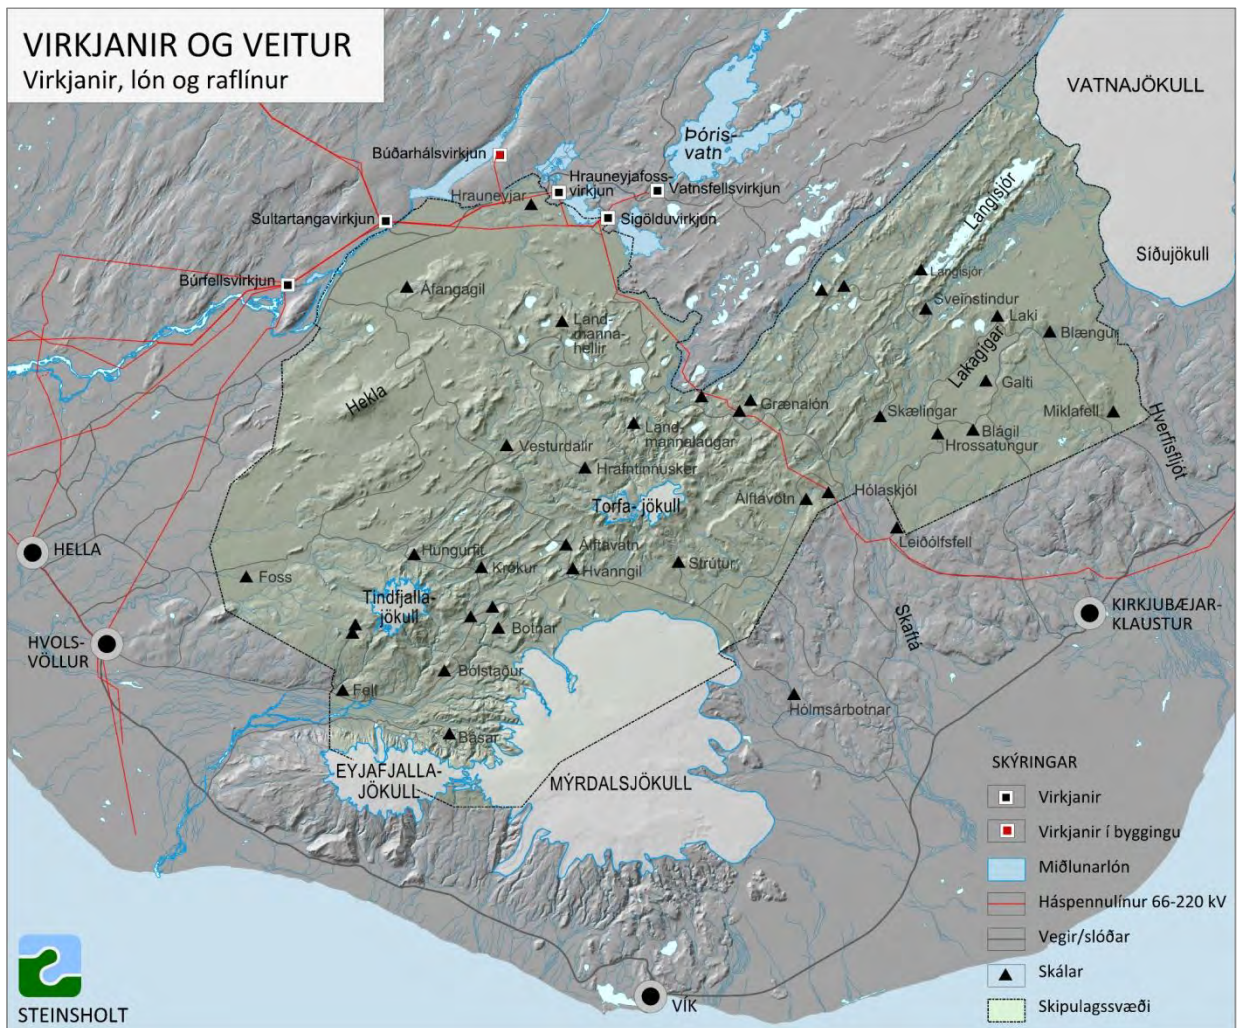 VIRKJANIR OG VEITUR
Virkjanir, lón og raflínur
VATNAJÖKULL
Þóris-
vatn
Búðarhálsvirkjun
Hrauneyjafoss-
virkjun
Vatnsfellsvirkjun
Hrauneyjar
Sultartangavirkjun
Sigölduvirkjun
Langisjór
Síðujökull
Búrfellsvirkjun
Áfangagil
Langisjór
Sveinstindur
Land-
manna-
hellir
Laki
Blængur
Lakagígar
Hekla
Galti
Grænalón
Skælingar
Miklafell
Land-
mannalaugar
Blágil
Hrossatungur
Hverfisfljót
Vesturdalir
Hrafntinnusker
Torfa- jökull
Álftavötn
Hólaskjól
Leiðólfsfell
HELLA
Hungurfit
Álftavatn
Krókur
Hvanngil
Strútur
Foss
Tindfjalla-
jökull
Skaftá
KIRKJUBÆJAR-
KLAUSTUR
HVOLS-
VÖLLUR
Botnar
Bólstaður
Fell
Hólmsárbotnar
Básar
EYJAFJALLA-
JÖKULL
MÝRDALSJÖKULL
SKÝRINGAR
Virkjanir
Virkjanir í byggingu
Miðlunarlón
Háspennulínur 66-220 kV
Vegir/slóðar
Skálar
Skipulagssvæði
STEINSHOLT
VÍK